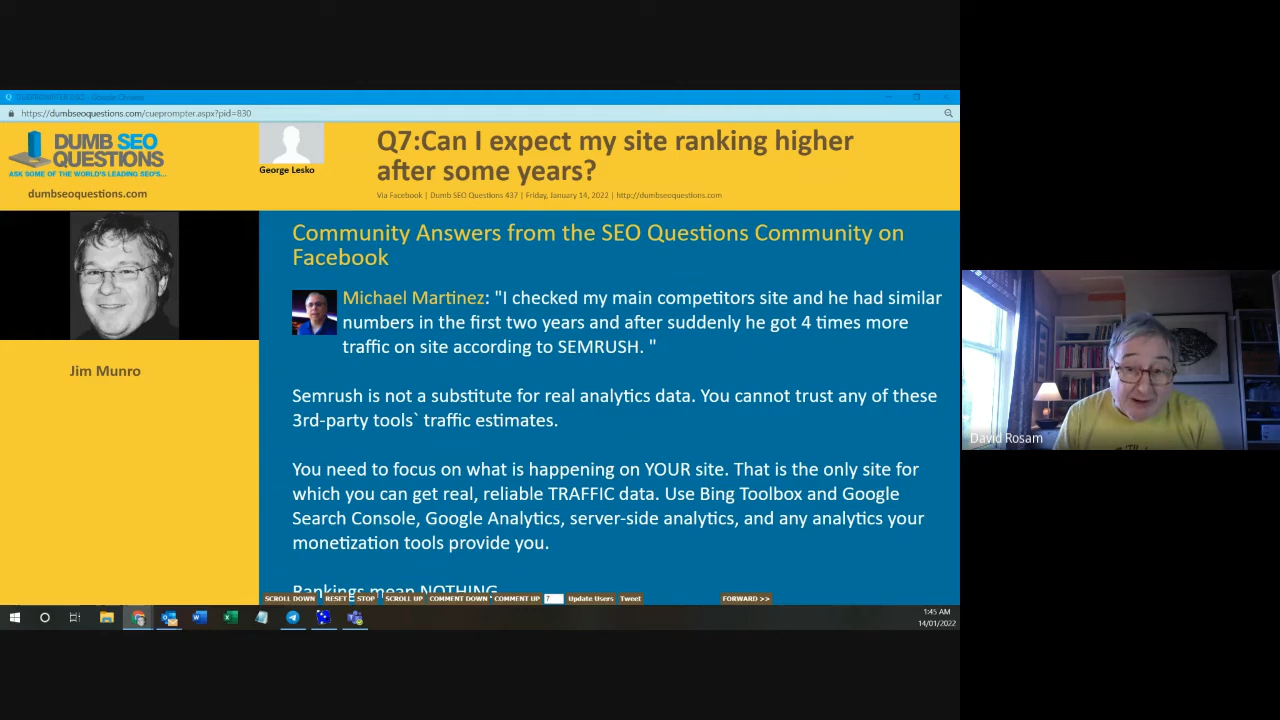 https://dumbseoquestions.com/cueprompter.aspx?pid=830
DUMB SEO
QUESTIONS
ASK SOME OF THE WORLD'S LEADING SEO'S...
dumbseoquestions.com
George Lesko
Q7:Can I expect my site ranking higher
after some years?
Via Facebook | Dumb SEO Questions 437 | Friday, January 14, 2022 | http://dumbseoquestions.com
Jim Munro
Community Answers from the SEO Questions Community on
Facebook
Michael Martinez: "I checked my main competitors site and he had similar
numbers in the first two years and after suddenly he got 4 times more
traffic on site according to SEMRUSH. "
Semrush is not a substitute for real analytics data. You cannot trust any of these
3rd-party tools` traffic estimates.
You need to focus on what is happening on YOUR site. That is the only site for
which you can get real, reliable TRAFFIC data. Use Bing Toolbox and Google
Search Console, Google Analytics, server-side analytics, and any analytics your
monetization tools provide you.
Rankings mean NOTHING
SCROLL DOWN RESET STOP SCROLL UP COMMENT DOWN COMMENT UP 7 Update Users Tweet FORWARD >>
1:45 AM
14/01/2022
David Rosam